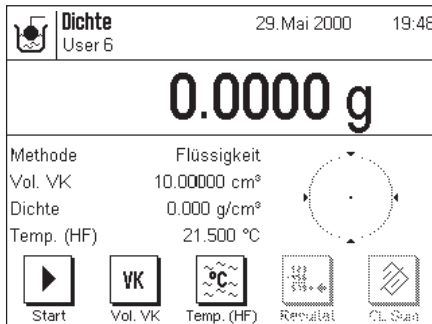 Dichte 29. Mai 2000 19:48
User 6
0.0000 g
Methode Flüssigkeit
Vol. VK 10.00000 cm³
Dichte 0.000 g/cm³
Temp. (HF) 21.500 °C
VK °C
Start Vol. VK Temp. (HF) Resultat